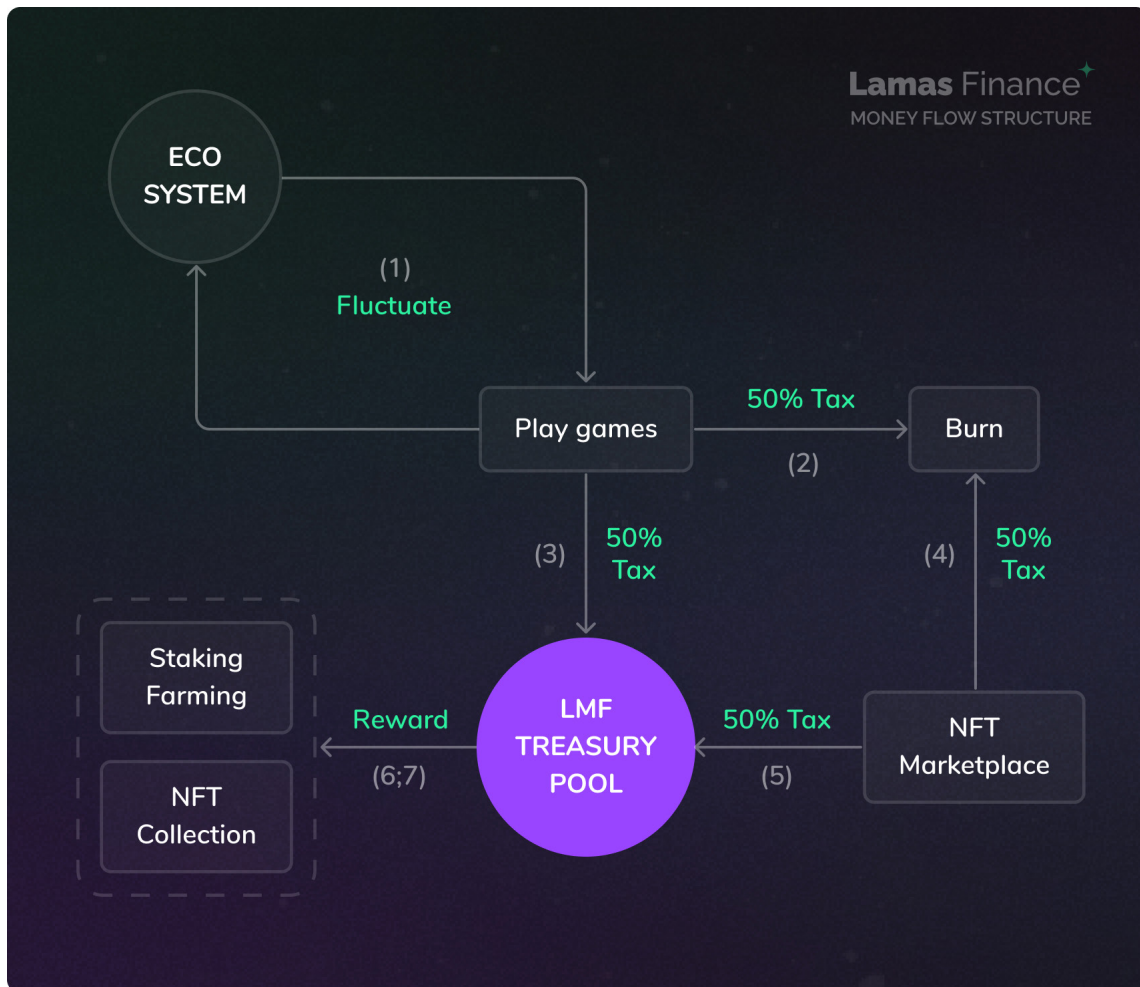 Lamas Finance
MONEY FLOW STRUCTURE
ECO
SYSTEM
(1)
Fluctuate
Play games
50% Tax
(2)
Burn
(3)
50%
Tax
(4)
50%
Tax
Staking
Farming
NFT
Collection
Reward
(6;7)
LMF
TREASURY
POOL
50% Tax
(5)
NFT
Marketplace